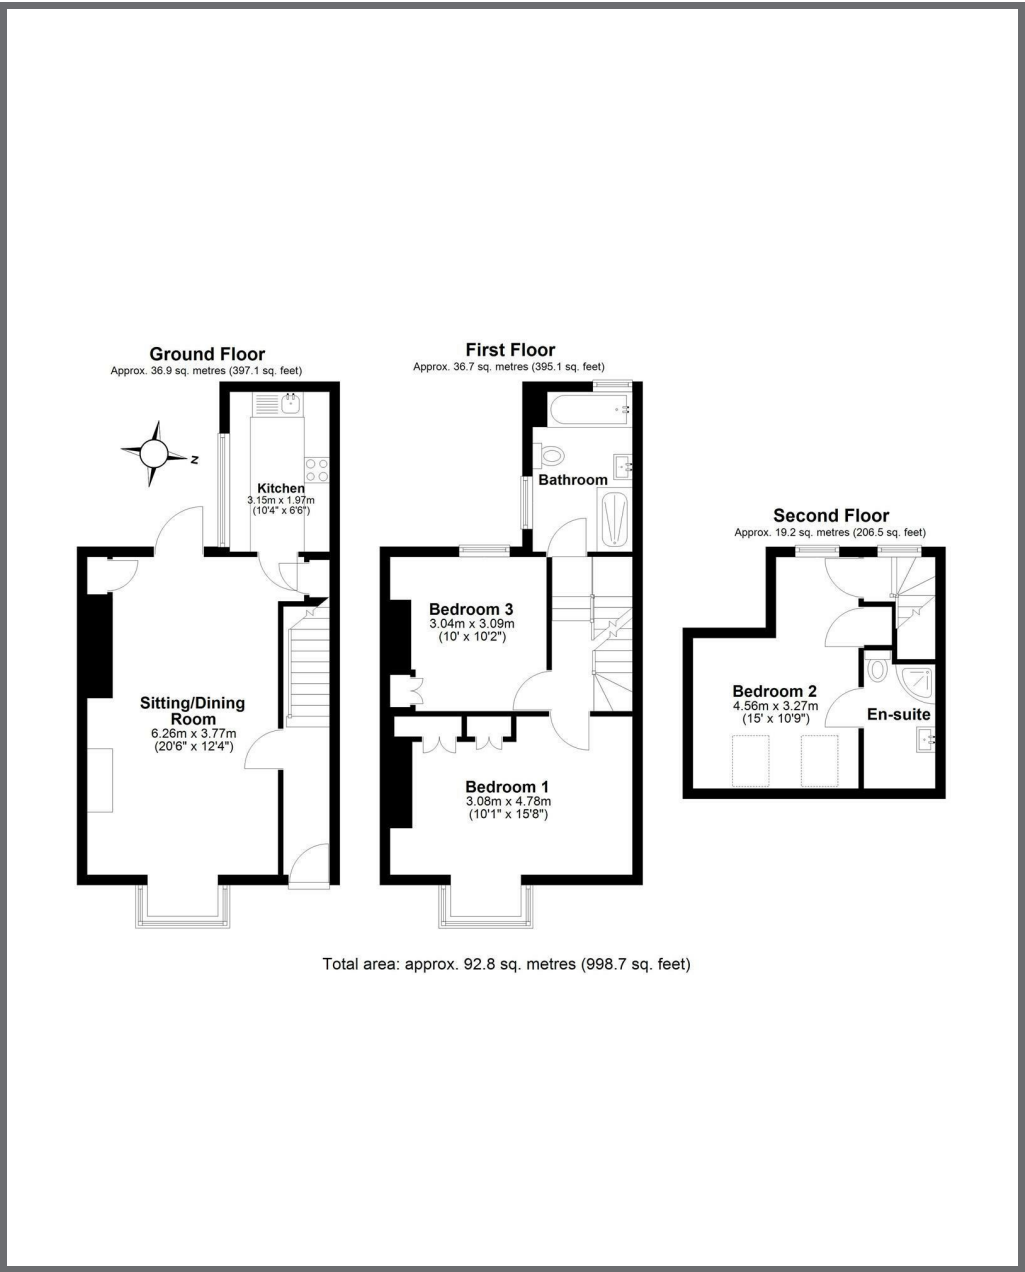 Ground Floor
Approx. 36.9 sq. metres (397.1 sq. feet)
N
Kitchen
3.15m x 1.97m
(10'4" x 6'6")
Sitting/Dining
Room
6.26m x 3.77m
(20'6" x 12'4")
First Floor
Approx. 36.7 sq. metres (395.1 sq. feet)
Bathroom
Bedroom 3
3.04m x 3.09m
(10' x 10'2")
Bedroom 1
3.08m x 4.78m
(10'1" x 15'8")
Second Floor
Approx. 19.2 sq. metres (206.5 sq. feet)
Bedroom 2
4.56m x 3.27m
(15' x 10'9")
En-suite
Total area: approx. 92.8 sq. metres (998.7 sq. feet)